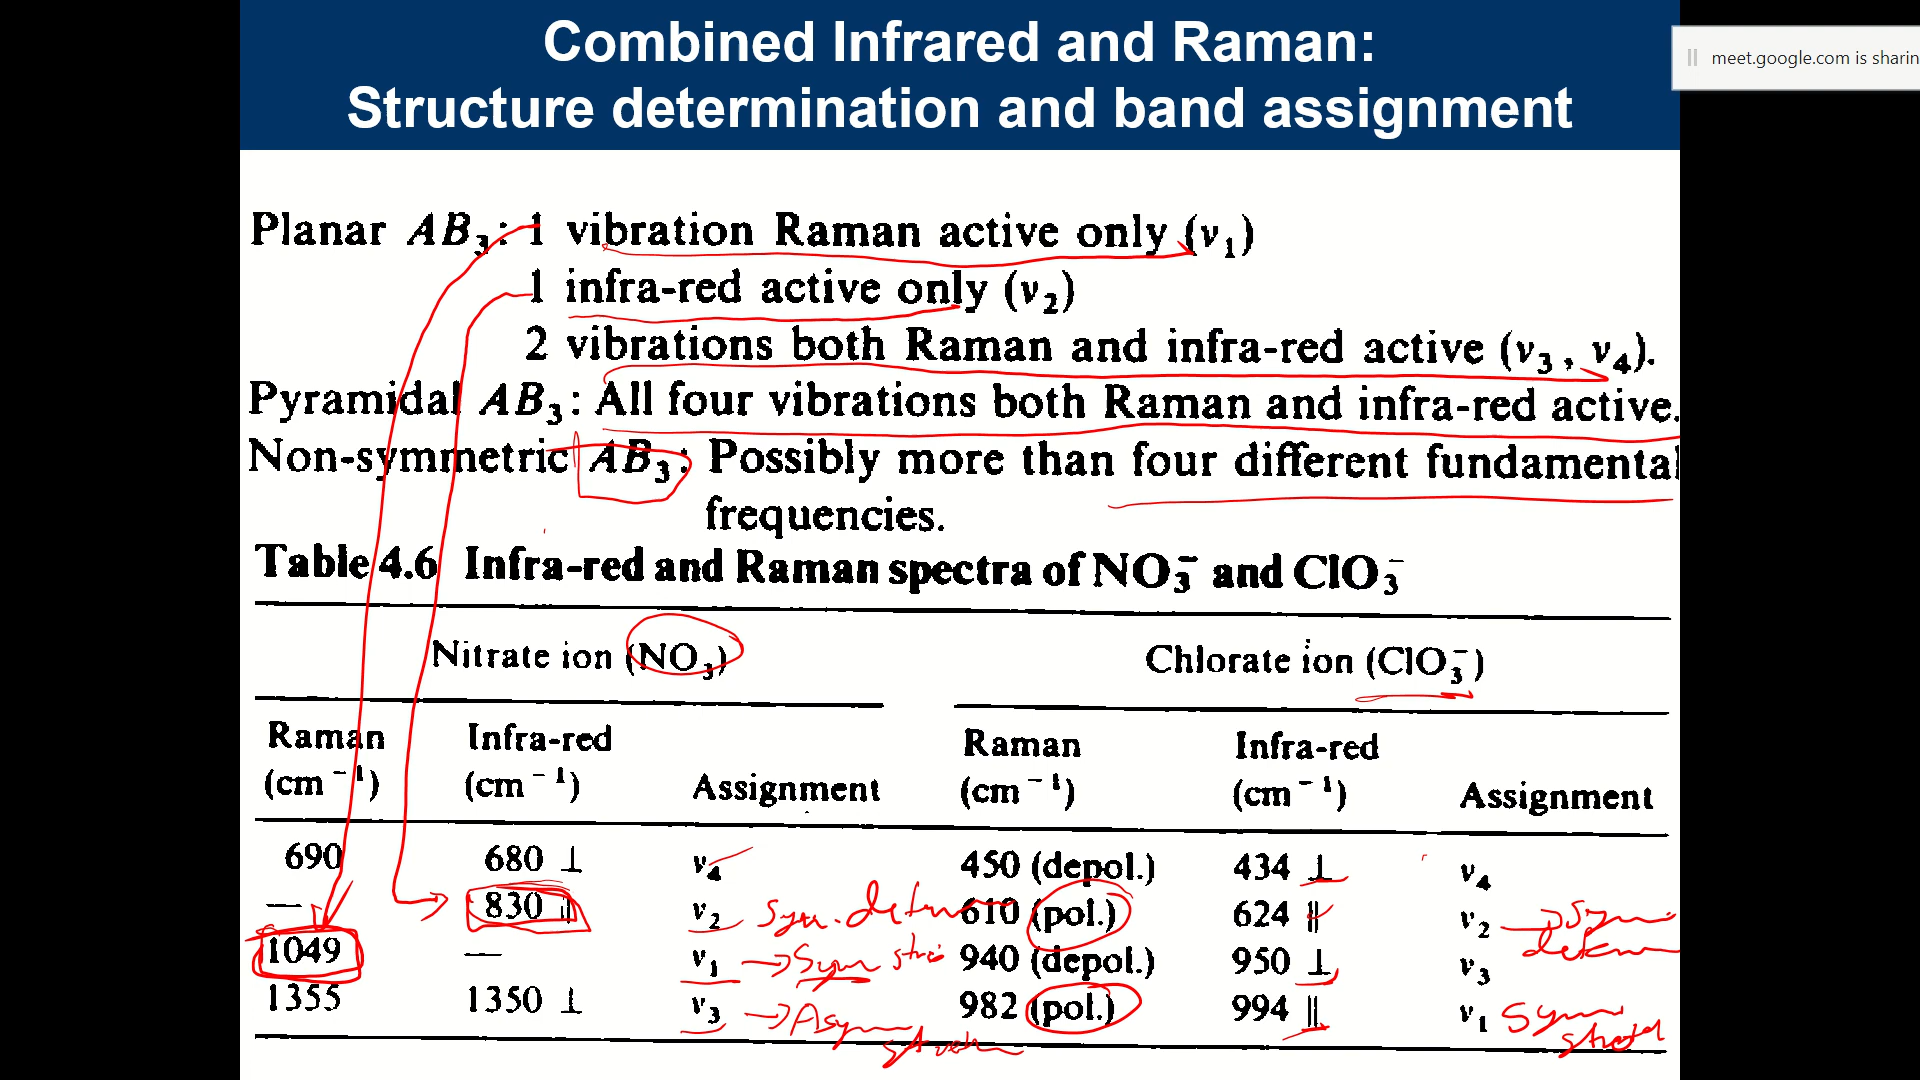 Combined Infrared and Raman:
Structure determination and band assignment
meet.google.com is sharin
Planar AB₃: 1 vibration Raman active only (ν₁)
1 infra-red active only (ν₂)
2 vibrations both Raman and infra-red active (ν₃, ν₄).
Pyramidal AB₃: All four vibrations both Raman and infra-red active.
Non-symmetric AB₃: Possibly more than four different fundamental
frequencies.
Table 4.6 Infra-red and Raman spectra of NO₃⁻ and ClO₃⁻
Nitrate ion (NO₃) Chlorate ion (ClO₃⁻)
Raman Infra-red Raman Infra-red
(cm⁻¹) (cm⁻¹) Assignment (cm⁻¹) (cm⁻¹) Assignment
690 680 ⊥ ν₄ 450 (depol.) 434 ⊥ ν₄
— 830 ∥ ν₂ Sym. 610 (pol.) 624 ∥ ν₂ → Sym
1049 — ν₁ → Sym 940 (depol.) 950 ⊥ ν₃
1355 1350 ⊥ ν₃ → Asym 982 (pol.) 994 ∥ ν₁ Sym